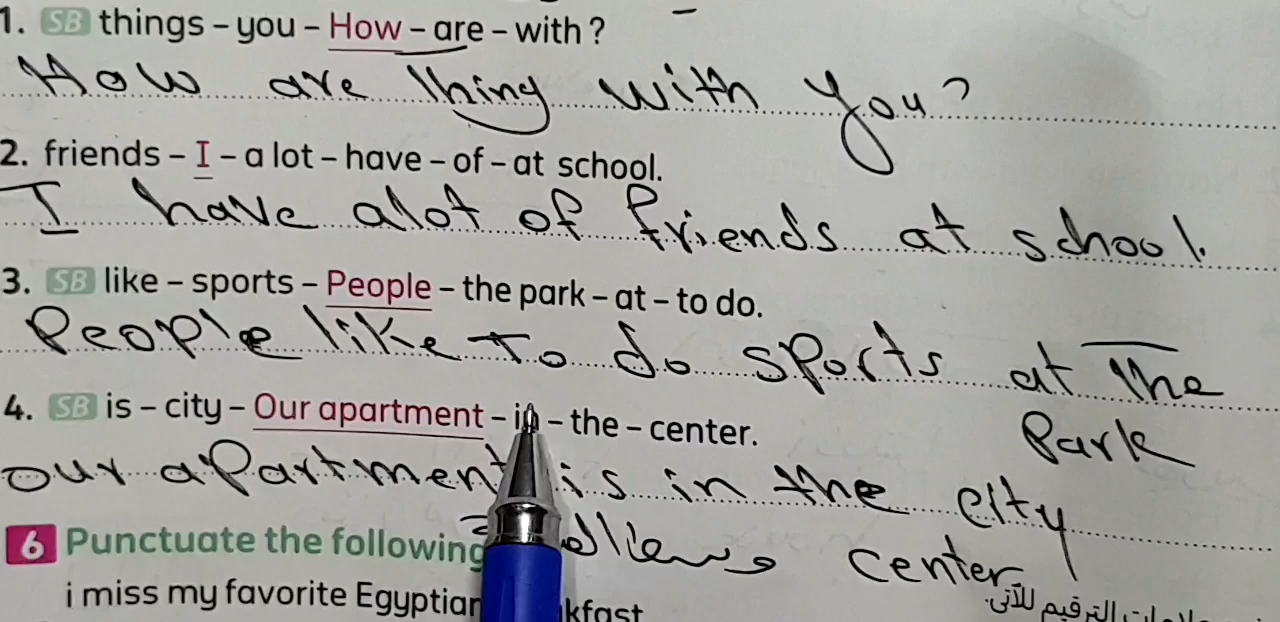 1. SB things – you – How – are – with ?
How are thing with you?
2. friends – I – a lot – have – of – at school.
I have alot of friends at school.
3. SB like – sports – People – the park – at – to do.
People like to do sports at the
Park
4. SB is – city – Our apartment – in – the – center.
our apartment is in the city
center
6 Punctuate the following
i miss my favorite Egyptian
الترقيم للآتي: